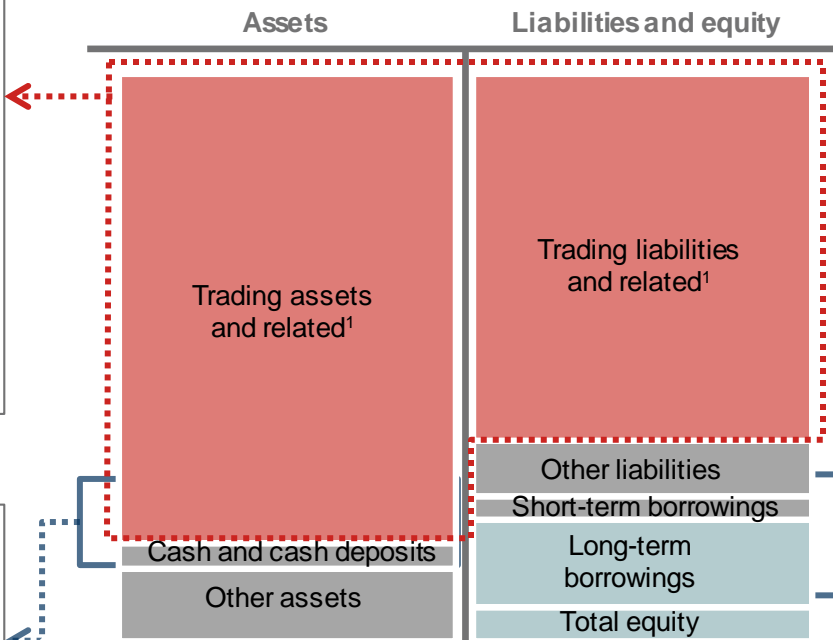 Assets
Liabilities and equity
Trading assets
and related¹
Cash and cash deposits
Other assets
Trading liabilities
and related¹
Other liabilities
Short-term borrowings
Long-term
borrowings
Total equity